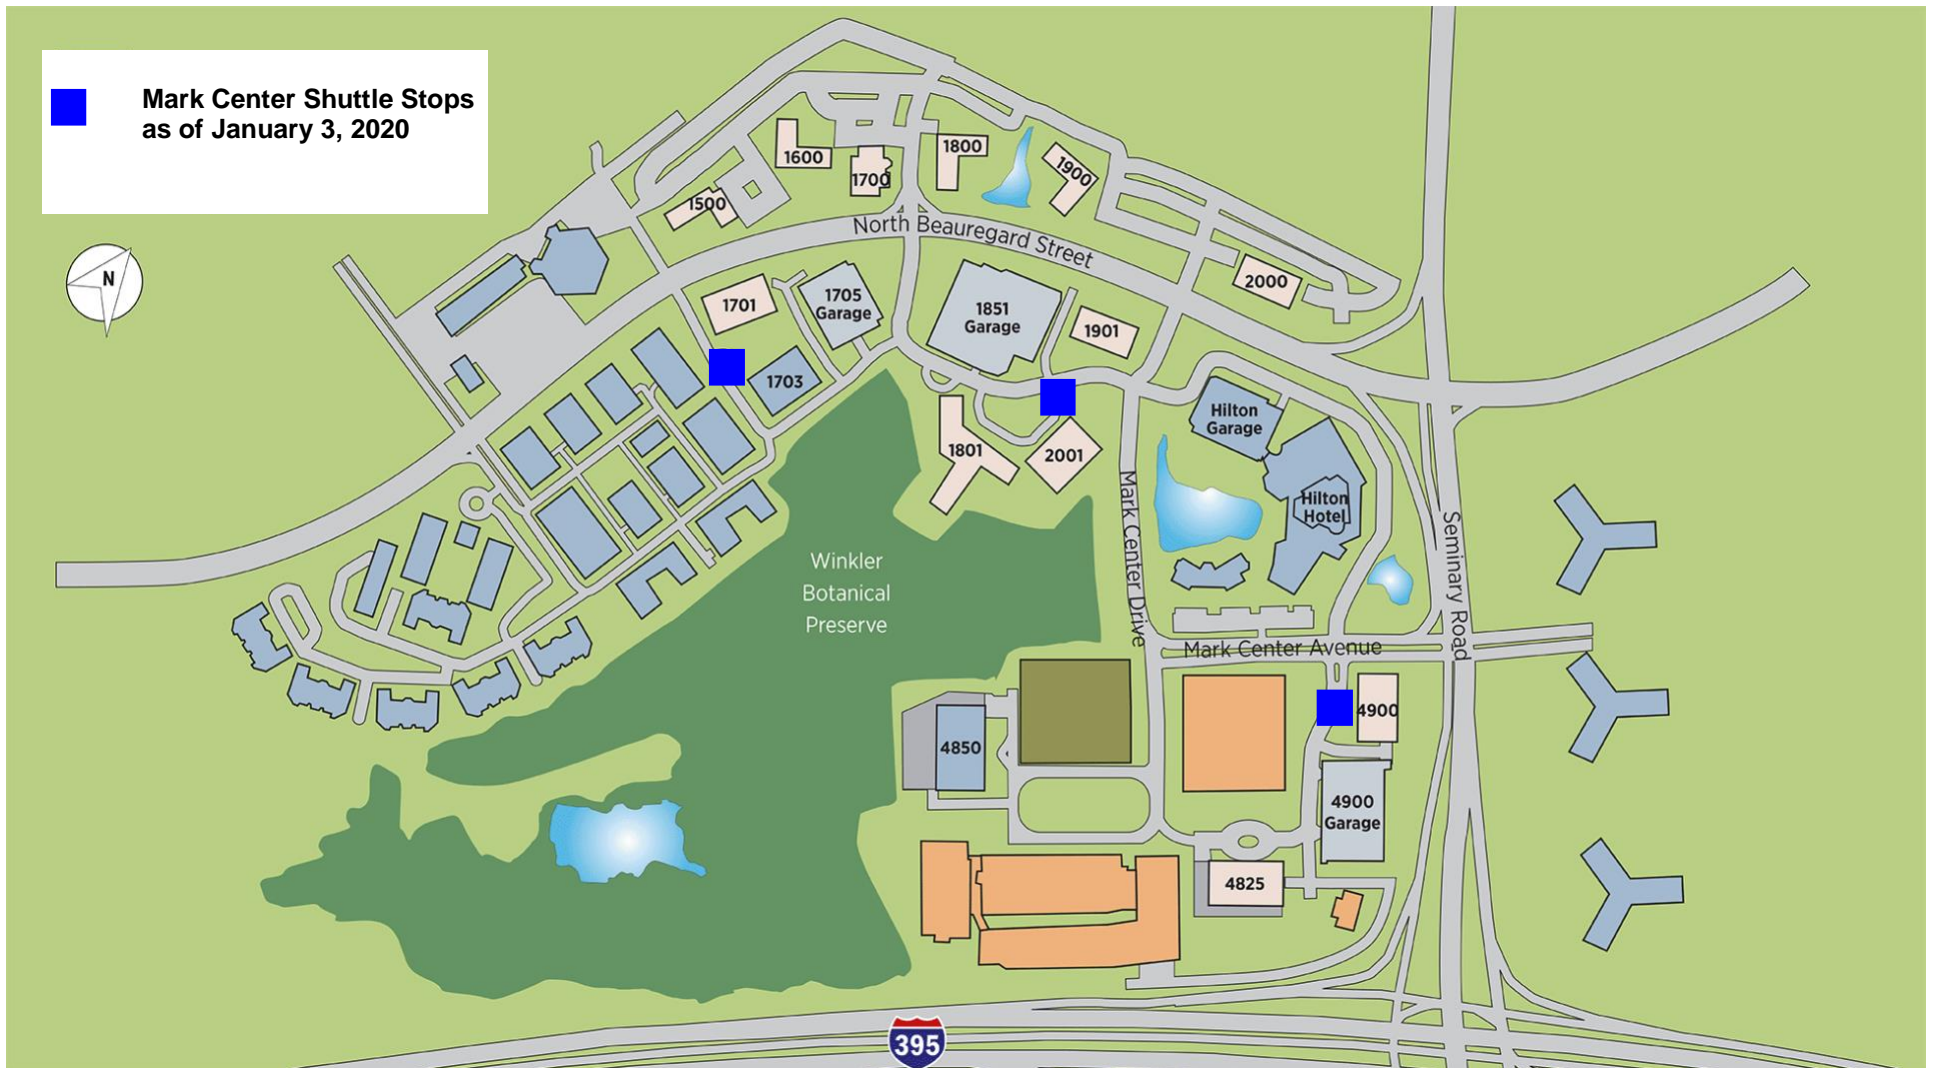 Mark Center Shuttle Stops
as of January 3, 2020
N
1600
1700
1800
1900
1500
North Beauregard Street
2000
1701
1705
Garage
1851
Garage
1901
1703
Hilton
Garage
1801
2001
Hilton
Hotel
Mark Center Drive
Seminary Road
Winkler
Botanical
Preserve
Mark Center Avenue
4900
4850
4900
Garage
4825
395